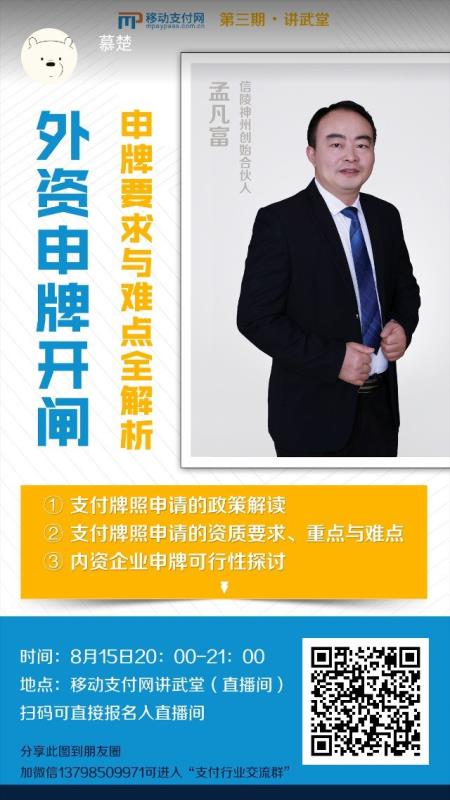 移动支付网
mpaypass.com.cn
第三期·讲武堂
慕楚
外资申牌开闸
申牌要求与难点全解析
孟凡富
信陵神州创始合伙人
① 支付牌照申请的政策解读
② 支付牌照申请的资质要求、重点与难点
③ 内资企业申牌可行性探讨
时间：8月15日20：00-21：00
地点：移动支付网讲武堂（直播间）
扫码可直接报名人直播间
分享此图到朋友圈
加微信13798509971可进入“支付行业交流群”